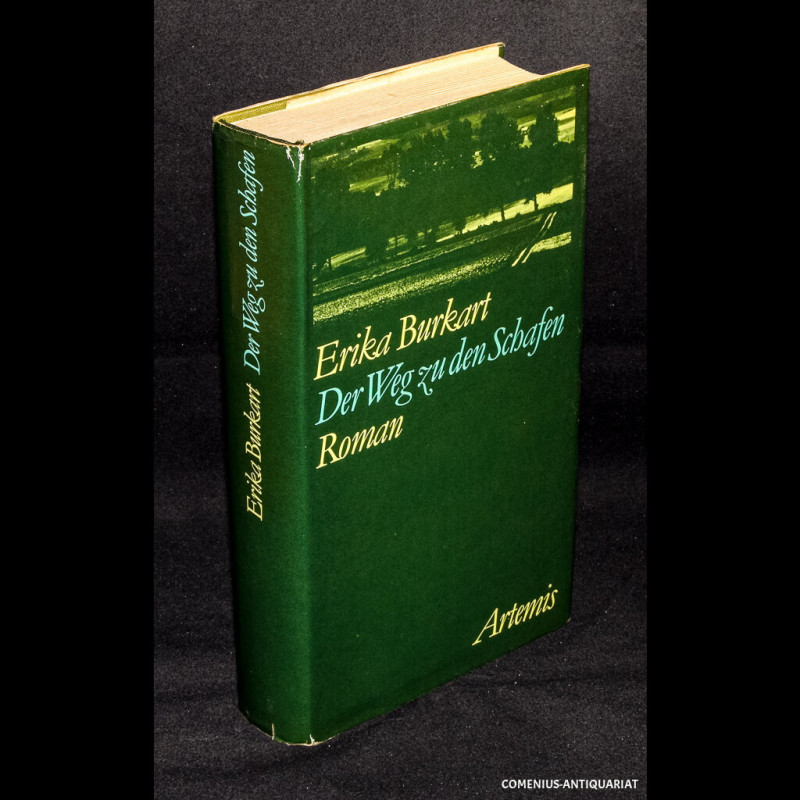 Erika Burkart Der Weg zu den Schafen
Erika Burkart
Der Weg zu den Schafen
Roman
Artemis
COMENIUS-ANTIQUARIAT